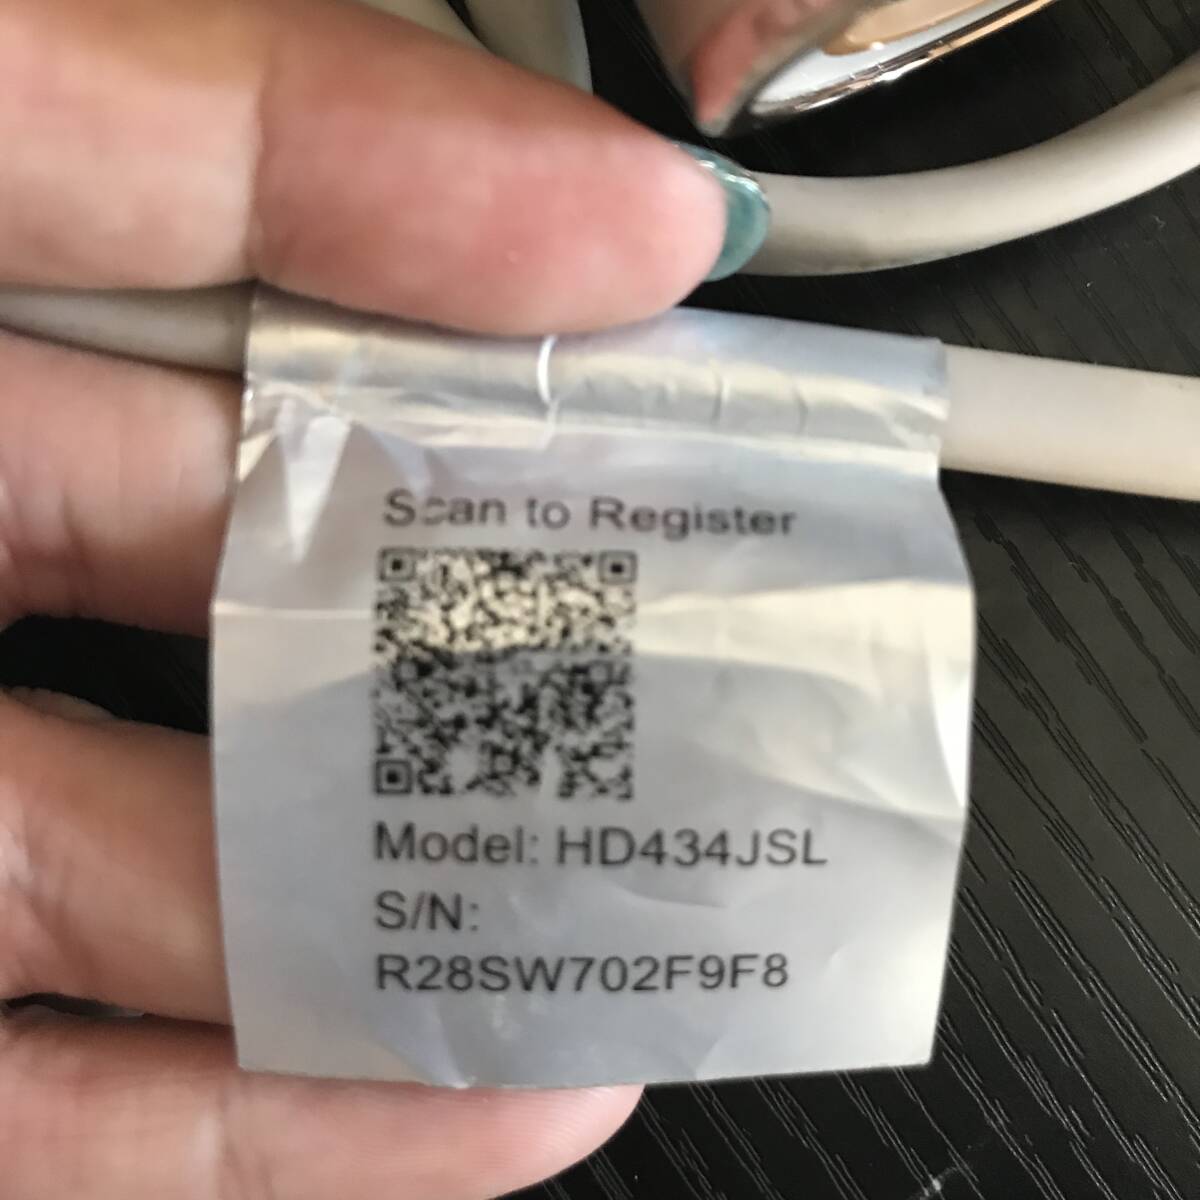 Scan to Register
Model: HD434JSL
S/N:
R28SW702F9F8